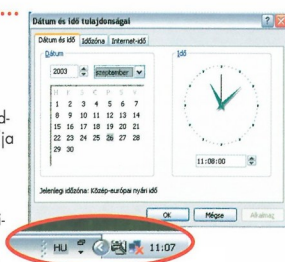 Dátum és idő tulajdonságai
Dátum és idő Időzóna Internet-idő
Dátum
2003 szeptember
H K S C P S V
1 2 3 4 5 6 7
8 9 10 11 12 13 14
15 16 17 18 19 20 21
22 23 24 25 26 27 28
29 30
Idő
11:08:00
Jelenlegi időzóna: Közép-európai nyári idő
OK Mégse Alkalmaz
HU 11:07
d-
ja
i-